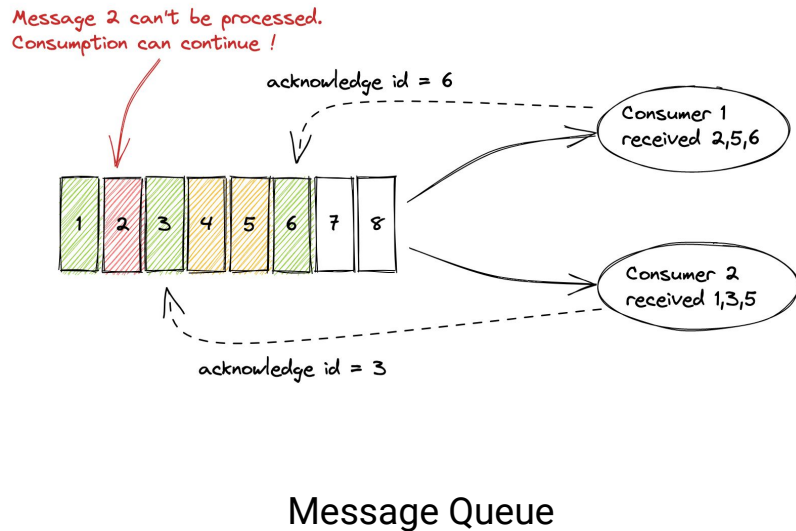 Message 2 can't be processed.
Consumption can continue !
acknowledge id = 6
Consumer 1
received 2,5,6
1 2 3 4 5 6 7 8
Consumer 2
received 1,3,5
acknowledge id = 3
Message Queue